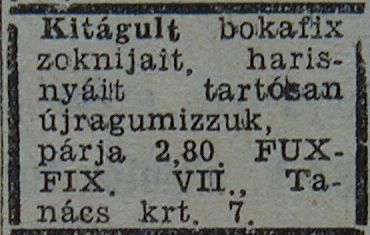 Kitágult bokafix
zoknijait, haris-
nyáit tartósan
újragumizzuk,
párja 2,80. FUX-
FIX. VII., Ta-
nács krt. 7.